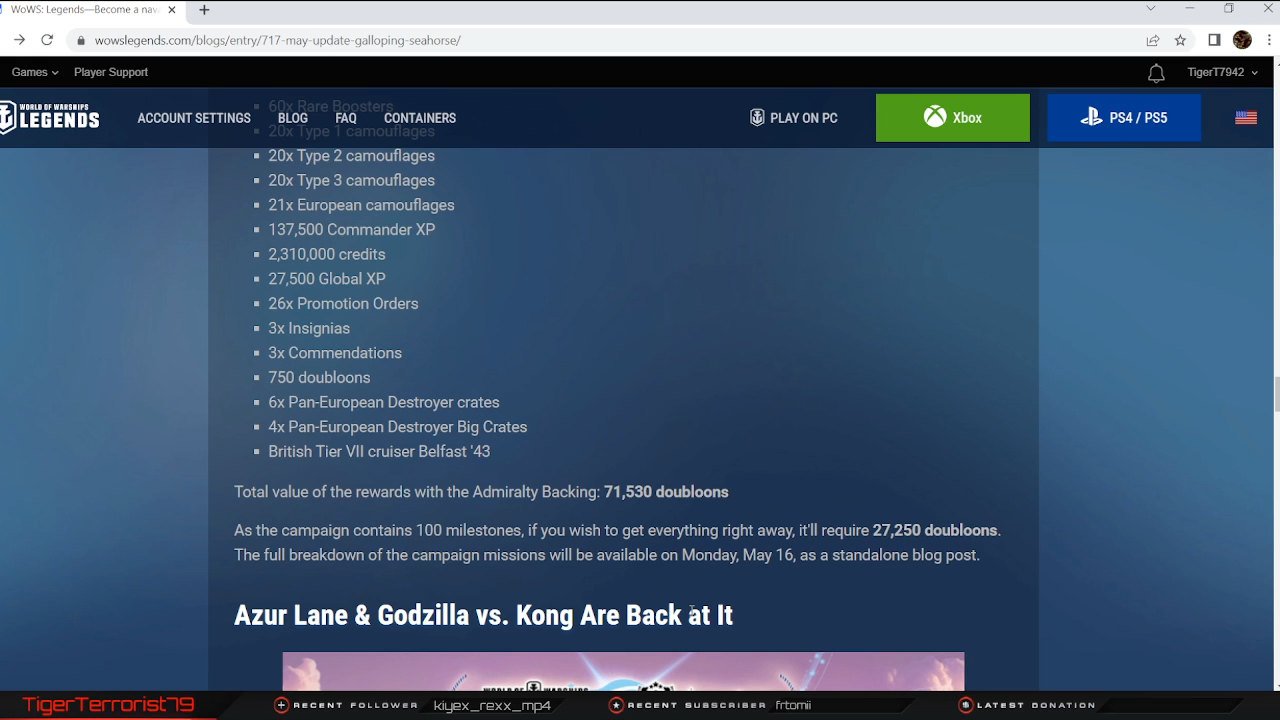 WoWS: Legends—Become a nav
wowslegends.com/blogs/entry/717-may-update-galloping-seahorse/
Games
Player Support
TigerT7942
WORLD OF WARSHIPS
LEGENDS
ACCOUNT SETTINGS
BLOG
FAQ
CONTAINERS
PLAY ON PC
Xbox
PS4 / PS5
60x Rare Boosters
20x Type 1 camouflages
20x Type 2 camouflages
20x Type 3 camouflages
21x European camouflages
137,500 Commander XP
2,310,000 credits
27,500 Global XP
26x Promotion Orders
3x Insignias
3x Commendations
750 doubloons
6x Pan-European Destroyer crates
4x Pan-European Destroyer Big Crates
British Tier VII cruiser Belfast '43
Total value of the rewards with the Admiralty Backing: 71,530 doubloons
As the campaign contains 100 milestones, if you wish to get everything right away, it'll require 27,250 doubloons.
The full breakdown of the campaign missions will be available on Monday, May 16, as a standalone blog post.
Azur Lane & Godzilla vs. Kong Are Back at It
WORLD OF WARSHIPS
TigerTerrorist79
RECENT FOLLOWER
kiyex_rexx_mp4
RECENT SUBSCRIBER
frtomii
LATEST DONATION